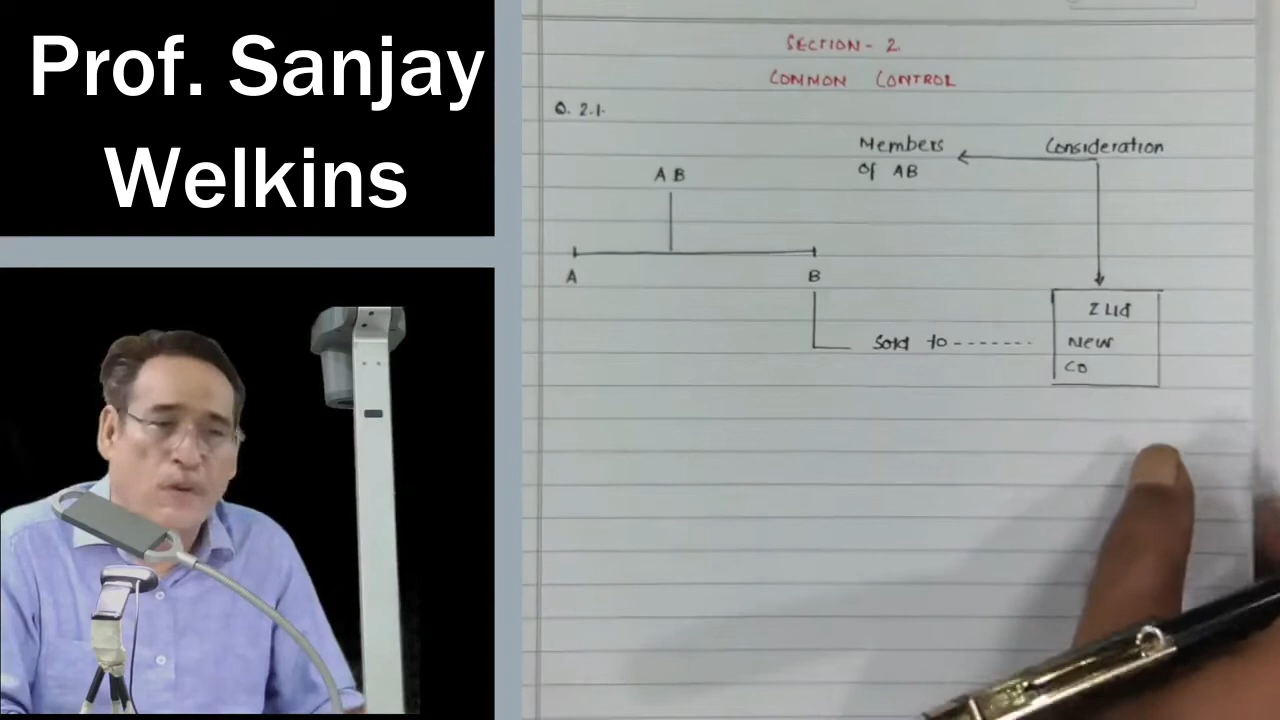 Prof. Sanjay
Welkins
SECTION - 2
COMMON CONTROL
Q. 2.1.
Members
of AB
Consideration
AB
A
B
Sold to
Z Ltd
New
CO